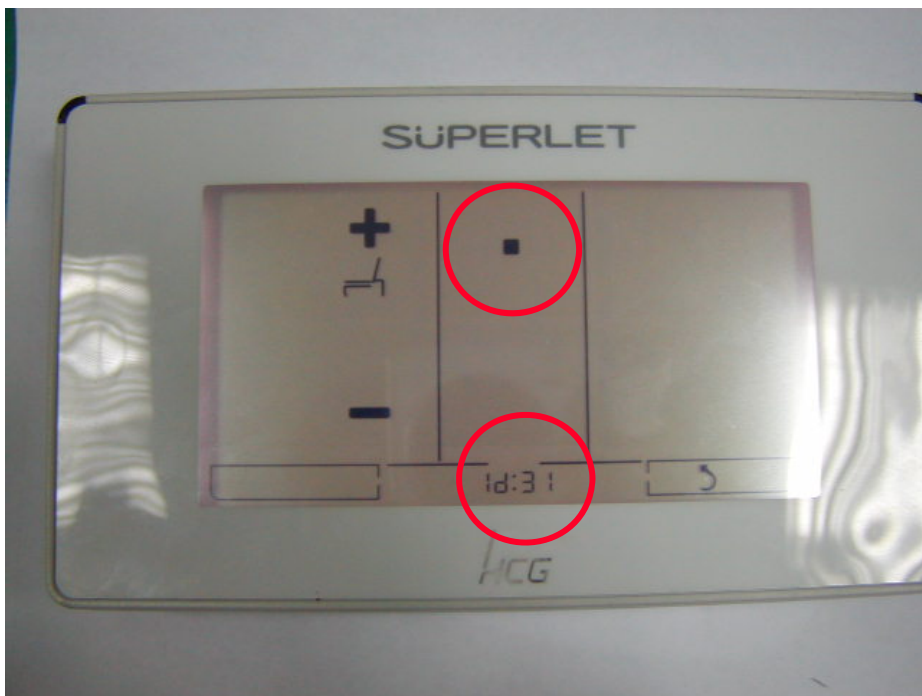 SÜPERLET
+
−
1d:31
HCG